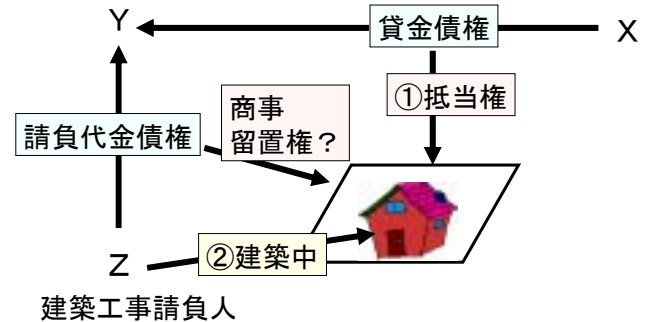 Y
貸金債権
X
①抵当権
商事
留置権？
請負代金債権
②建築中
Z
建築工事請負人